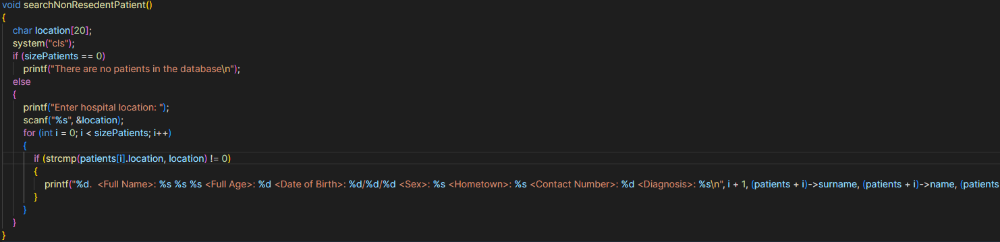 void searchNonResedentPatient()
{
char location[20];
system("cls");
if (sizePatients == 0)
printf("There are no patients in the database\n");
else
{
printf("Enter hospital location: ");
scanf("%s", &location);
for (int i = 0; i < sizePatients; i++)
{
if (strcmp(patients[i].location, location) != 0)
{
printf("%d.  <Full Name>: %s %s %s <Full Age>: %d <Date of Birth>: %d/%d/%d <Sex>: %s <Hometown>: %s <Contact Number>: %d <Diagnosis>: %s\n", i + 1, (patients + i)->surname, (patients + i)->name, (patients
}
}
}
}